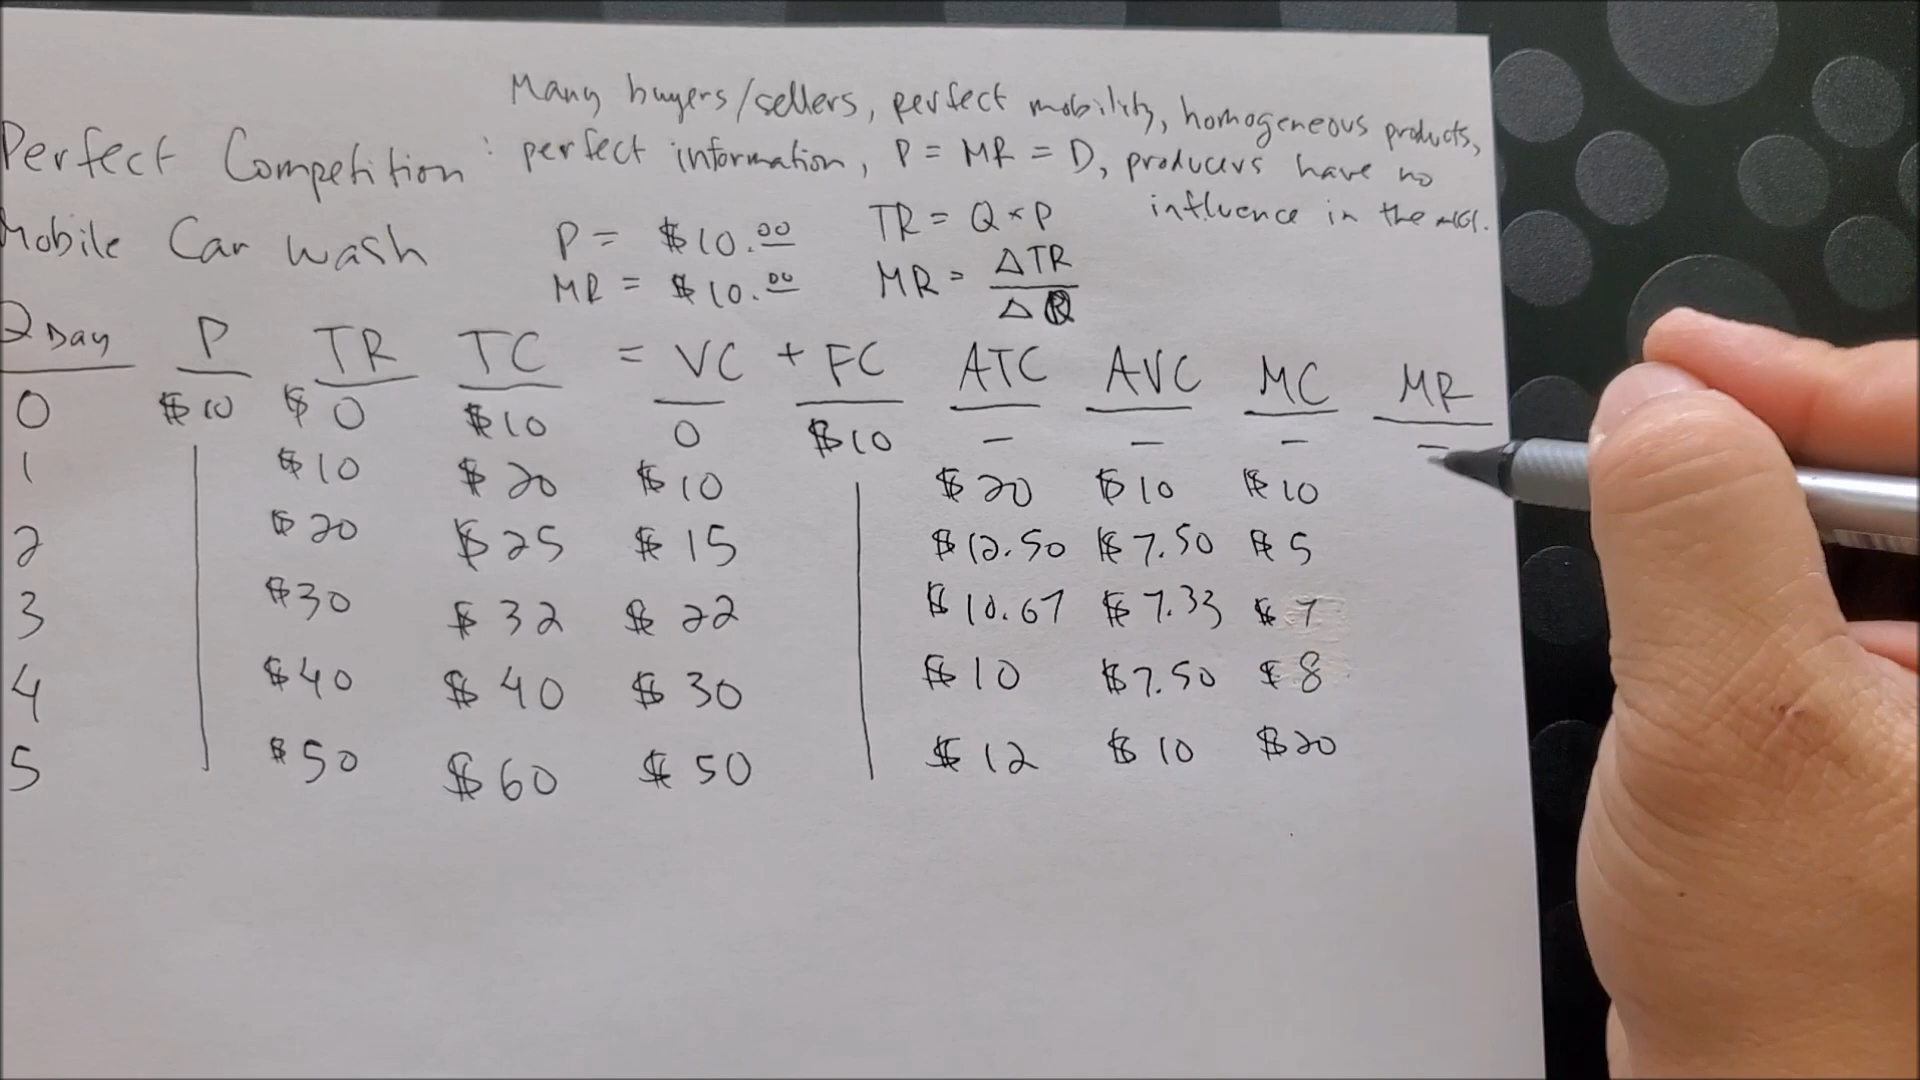 Many buyers/sellers, perfect mobility, homogeneous products,
Perfect Competition : perfect information, P = MR = D, producers have no
influence in the mkt.
Mobile Car wash P = $10.00 TR = Q × P
MR = $10.00 MR = ΔTR / ΔQ
Q Day P TR TC = VC + FC ATC AVC MC MR
0 $10 $0 $10 0 $10 — — — —
1 $10 $20 $10 $20 $10 $10
2 $20 $25 $15 $12.50 $7.50 $5
3 $30 $32 $22 $10.67 $7.33 $7
4 $40 $40 $30 $10 $7.50 $8
5 $50 $60 $50 $12 $10 $20